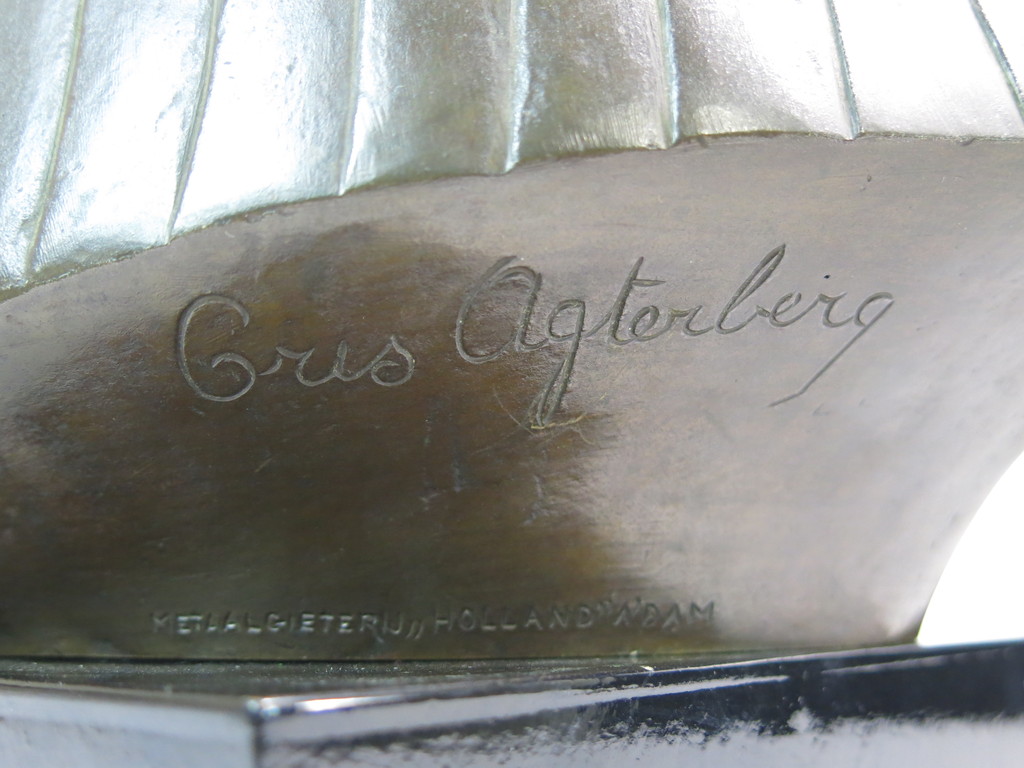 Cris Agterberg
METAALGIETERIJ „HOLLAND" A'DAM